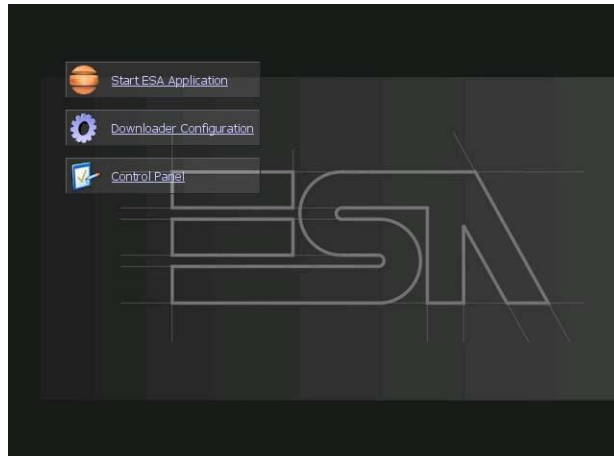 Start ESA Application
Downloader Configuration
Control Panel
ESA